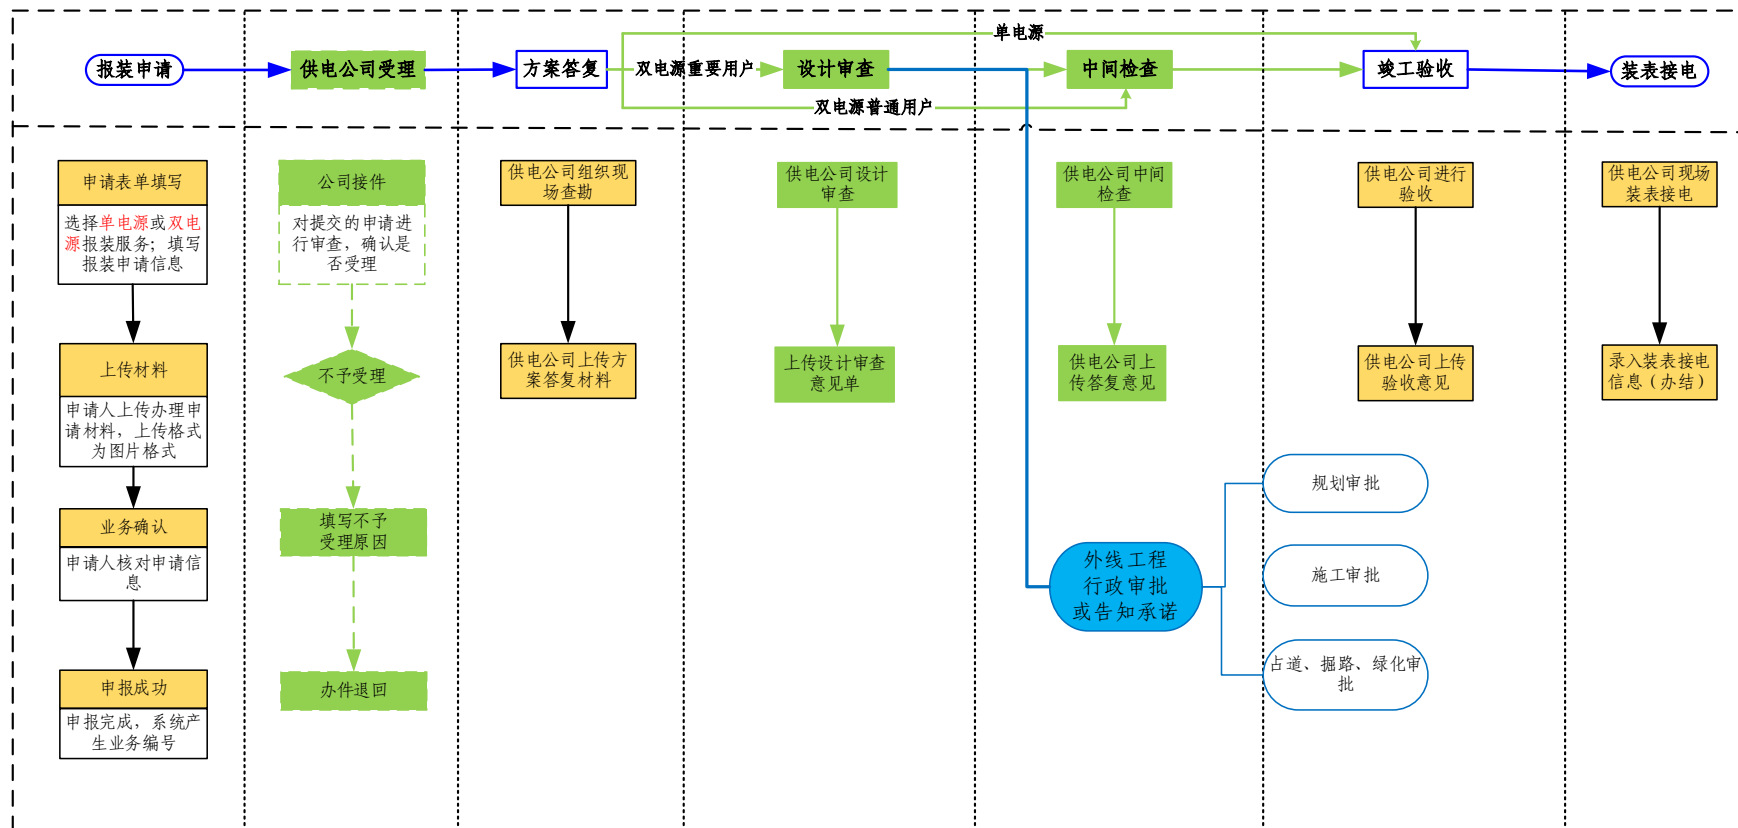 单电源
报装申请
供电公司受理
方案答复
双电源重要用户
设计审查
中间检查
竣工验收
装表接电
双电源普通用户
申请表单填写
选择单电源或双电
源报装服务；填写
报装申请信息
上传材料
申请人上传办理申
请材料，上传格式
为图片格式
业务确认
申请人核对申请信
息
申报成功
申报完成，系统产
生业务编号
公司接件
对提交的申请进
行审查，确认是
否受理
不予受理
填写不予
受理原因
办件退回
供电公司组织现
场查勘
供电公司上传方
案答复材料
供电公司设计
审查
上传设计审查
意见单
供电公司中间
检查
供电公司上
传答复意见
外线工程
行政审批
或告知承诺
供电公司进行
验收
供电公司上传
验收意见
规划审批
施工审批
占道、掘路、绿化审
批
供电公司现场
装表接电
录入装表接电
信息（办结）